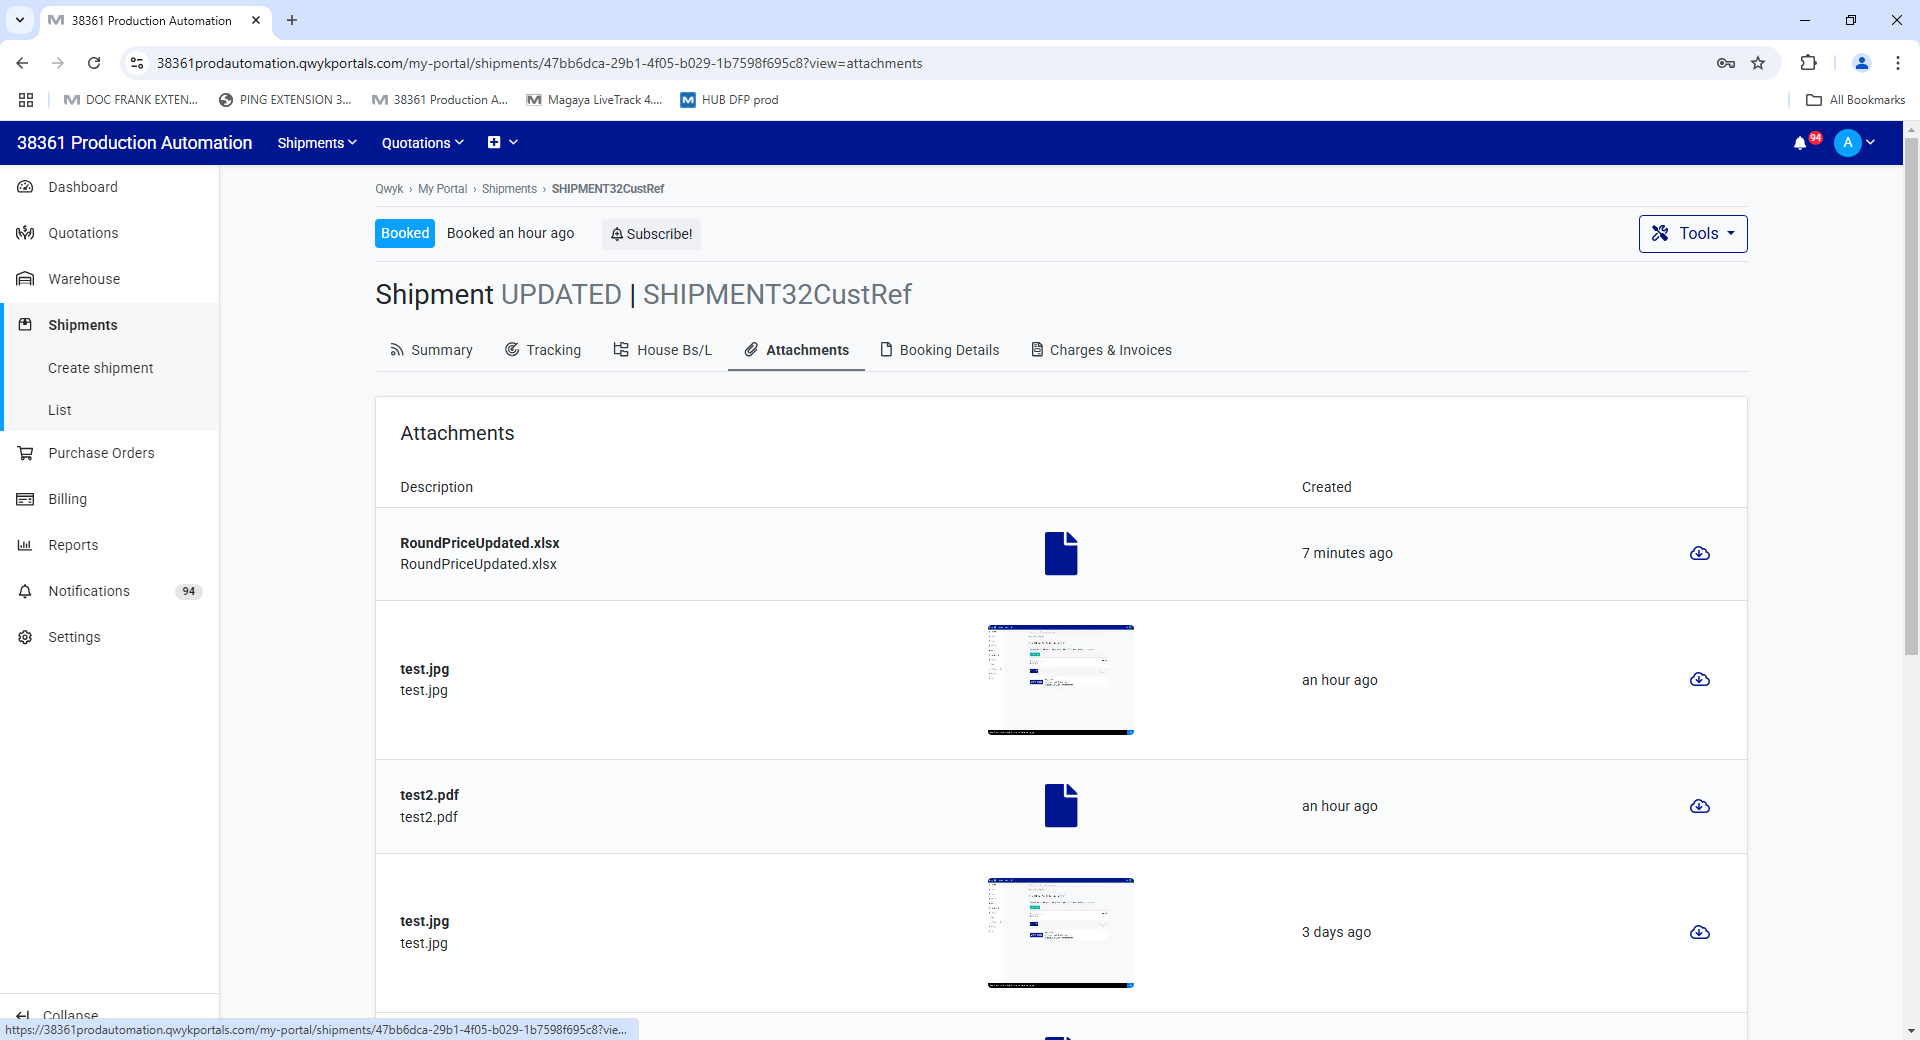 38361 Production Automation
38361prodautomation.qwykportals.com/my-portal/shipments/47bb6dca-29b1-4f05-b029-1b7598f695c8?view=attachments
DOC FRANK EXTEN...
PING EXTENSION 3...
38361 Production A...
Magaya LiveTrack 4....
HUB DFP prod
All Bookmarks
38361 Production Automation
Shipments
Quotations
94
A
Dashboard
Quotations
Warehouse
Shipments
Create shipment
List
Purchase Orders
Billing
Reports
Notifications 94
Settings
Collapse
Qwyk › My Portal › Shipments › SHIPMENT32CustRef
Booked Booked an hour ago Subscribe!
Tools
Shipment UPDATED | SHIPMENT32CustRef
Summary
Tracking
House Bs/L
Attachments
Booking Details
Charges & Invoices
Attachments
Description Created
RoundPriceUpdated.xlsx
RoundPriceUpdated.xlsx
7 minutes ago
test.jpg
test.jpg
an hour ago
test2.pdf
test2.pdf
an hour ago
test.jpg
test.jpg
3 days ago
https://38361prodautomation.qwykportals.com/my-portal/shipments/47bb6dca-29b1-4f05-b029-1b7598f695c8?vie...